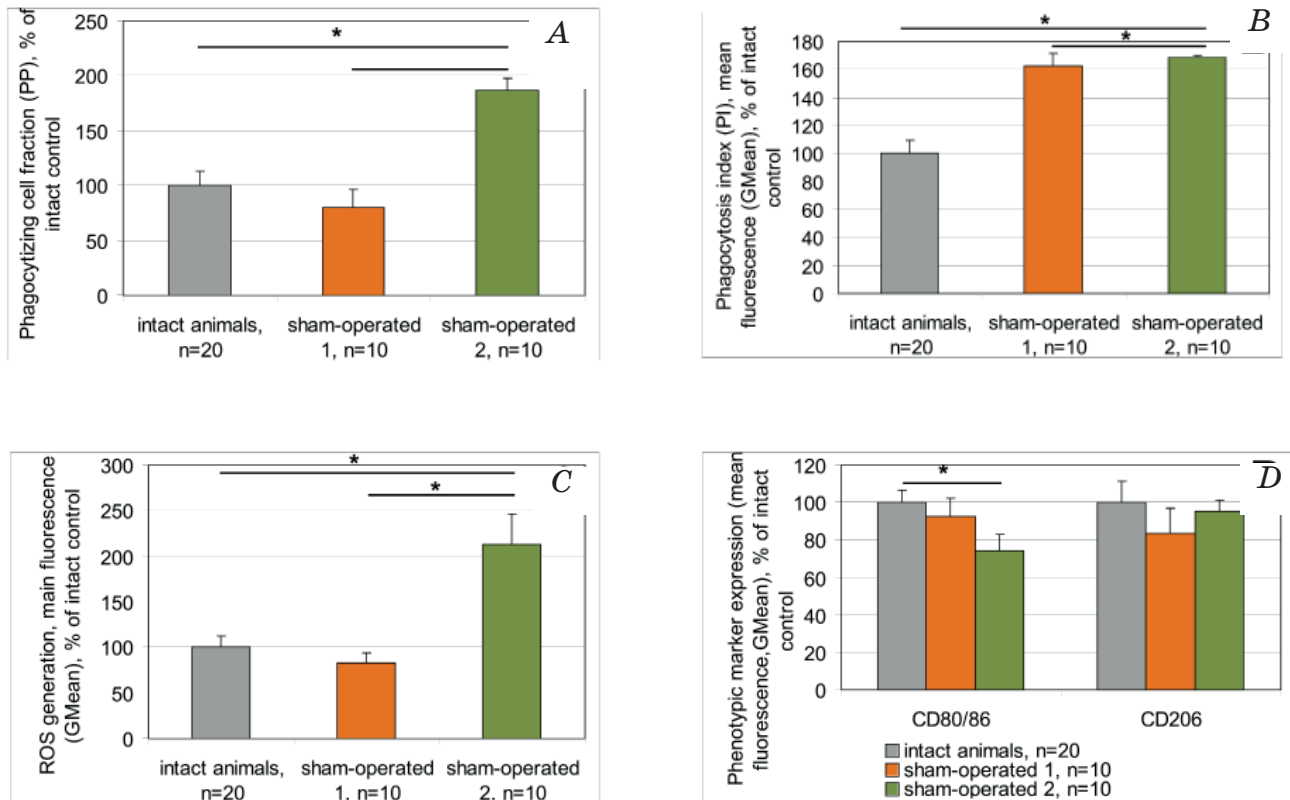 A
Phagocytizing cell fraction (PP), % of
intact control
250
200
150
100
50
0
*
intact animals,
n=20
sham-operated
1, n=10
sham-operated
2, n=10
B
Phagocytosis index (PI), mean
fluorescence (GMean), % of intact
control
180
160
140
120
100
80
60
40
20
0
*
*
intact animals,
n=20
sham-operated
1, n=10
sham-operated
2, n=10
C
ROS generation, main fluorescence
(GMean), % of intact control
300
250
200
150
100
50
0
*
*
intact animals,
n=20
sham-operated
1, n=10
sham-operated
2, n=10
D
Phenotypic marker expression (mean
fluorescence,GMean), % of intact
control
120
100
80
60
40
20
0
*
CD80/86
CD206
intact animals, n=20
sham-operated 1, n=10
sham-operated 2, n=10